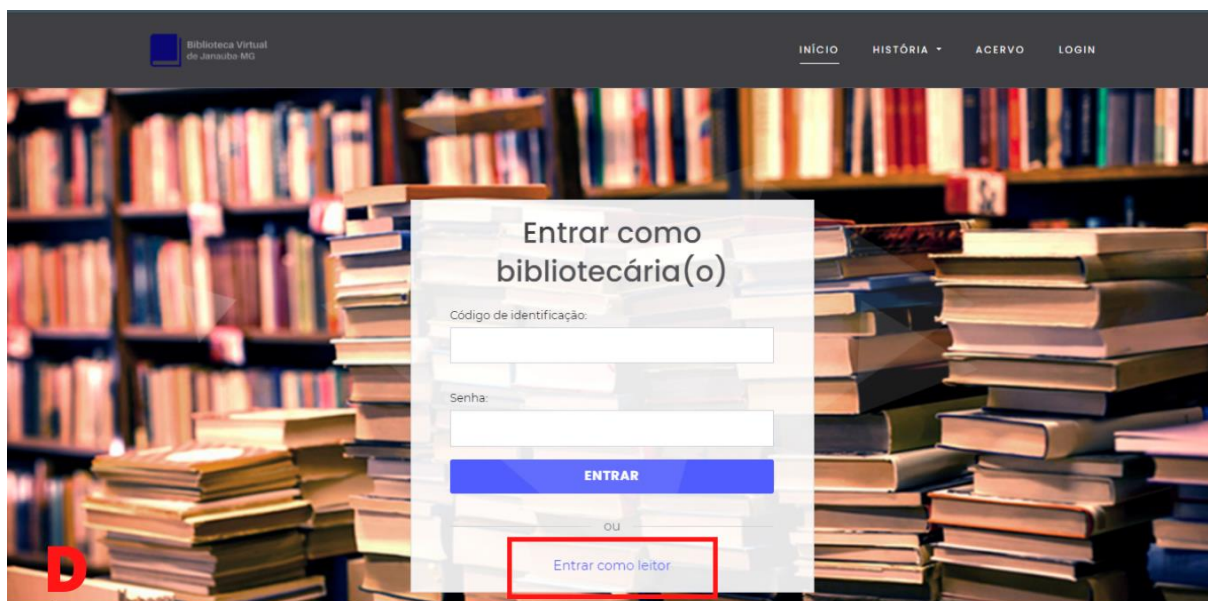 Biblioteca Virtual
de Janaúba-MG
INÍCIO HISTÓRIA ACERVO LOGIN
Entrar como
bibliotecária(o)
Código de identificação:
Senha:
ENTRAR
ou
Entrar como leitor
D